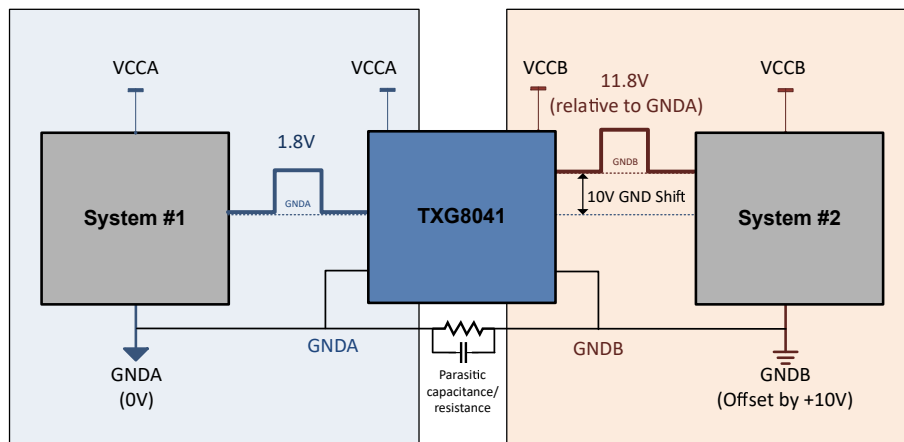 VCCA
VCCA
VCCB
11.8V
(relative to GNDA)
VCCB
1.8V
GNDA
GNDB
10V GND Shift
System #1
TXG8041
System #2
GNDA
GNDB
Parasitic
capacitance/
resistance
GNDA
(0V)
GNDB
(Offset by +10V)